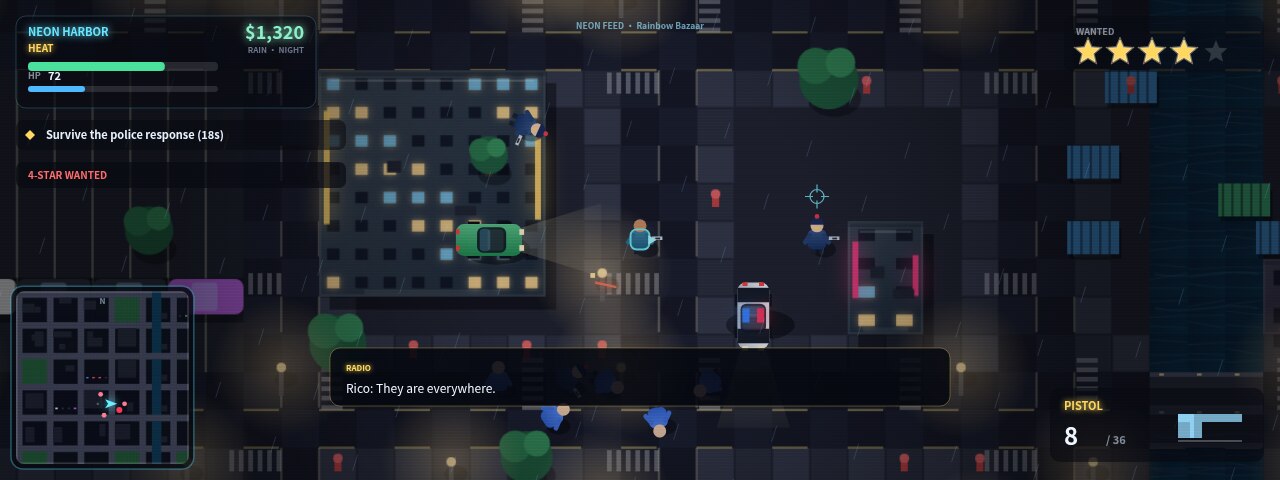 NEON HARBOR
$1,320
HEAT
RAIN • NIGHT
HP 72
Survive the police response (18s)
4-STAR WANTED
NEON FEED • Rainbow Bazaar
WANTED
N
RADIO
Rico: They are everywhere.
PISTOL
8 / 36